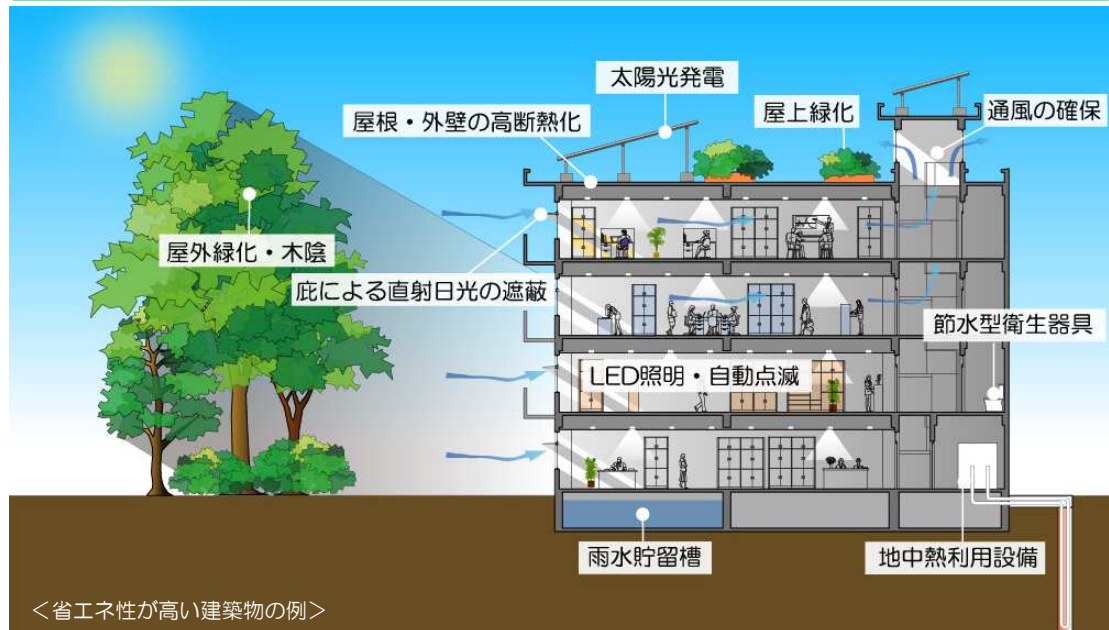 太陽光発電
屋根・外壁の高断熱化
屋上緑化
通風の確保
屋外緑化・木陰
庇による直射日光の遮蔽
節水型衛生器具
LED照明・自動点滅
雨水貯留槽
地中熱利用設備
<省エネ性が高い建築物の例>